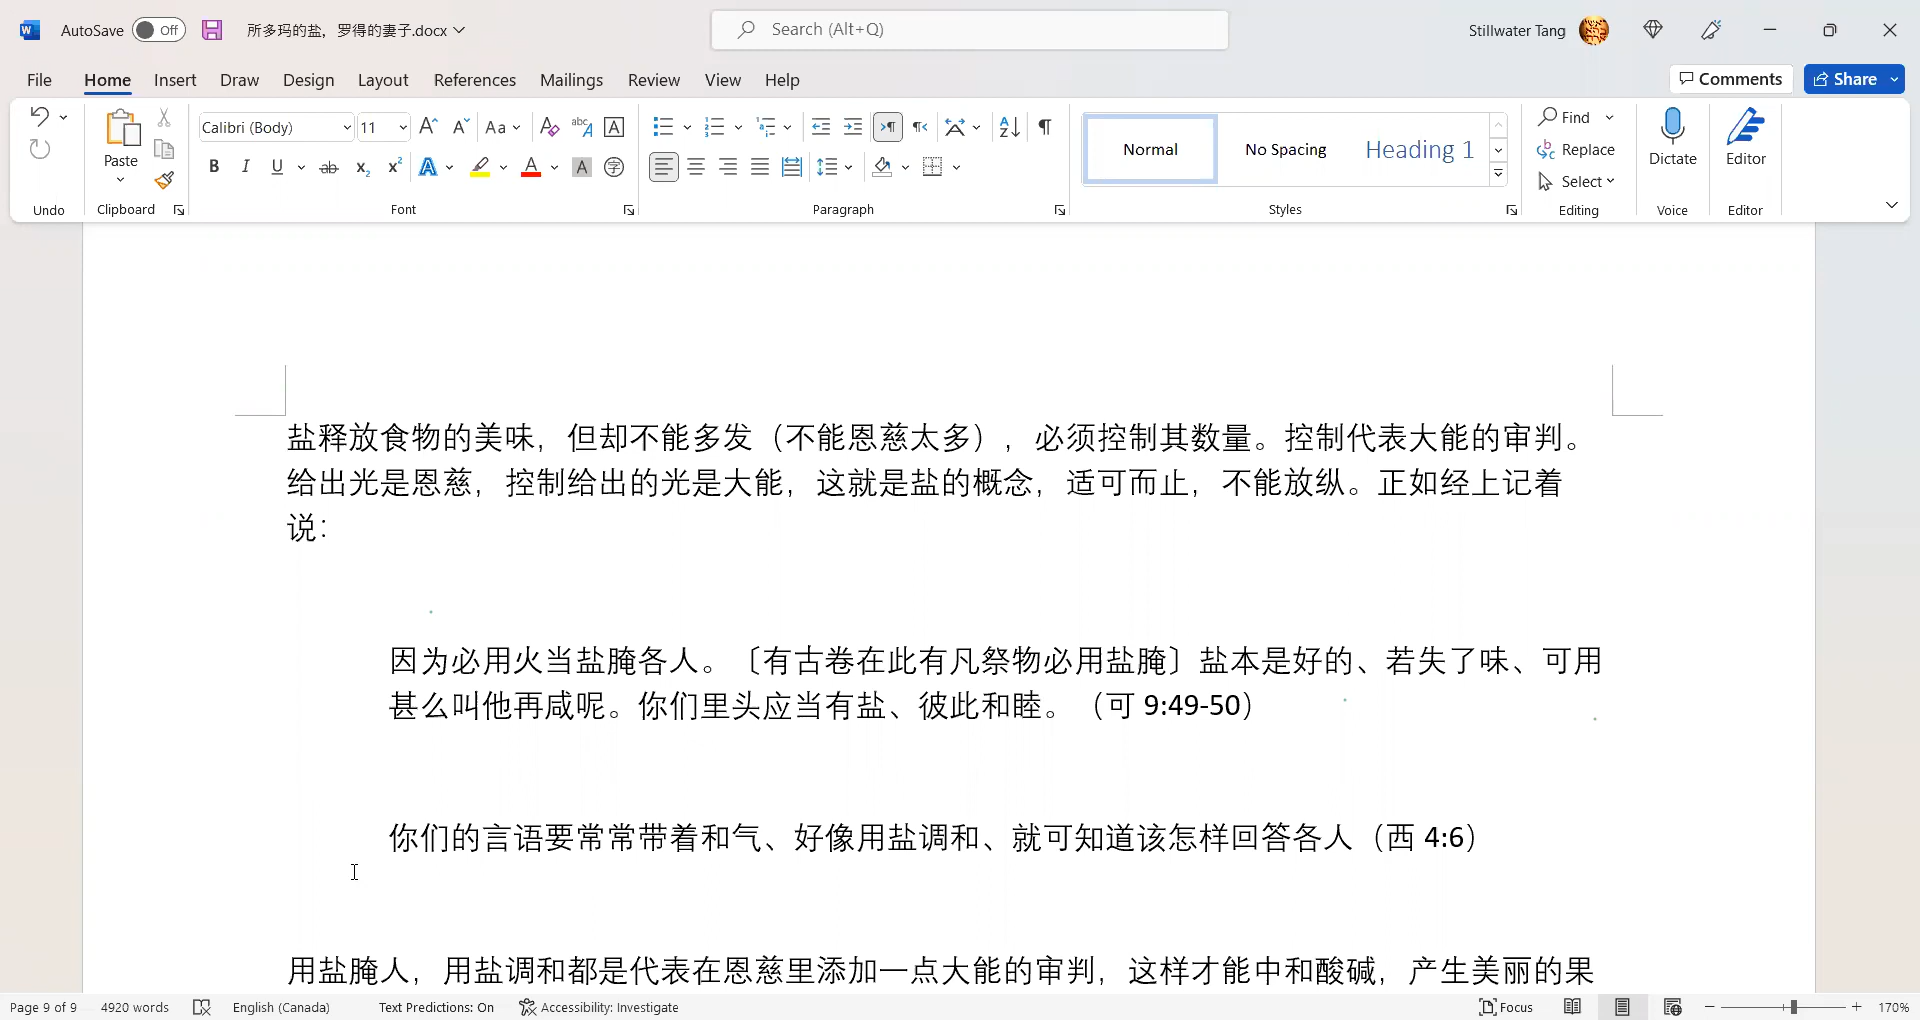 AutoSave Off 所多玛的盐，罗得的妻子.docx Search (Alt+Q) Stillwater Tang
File Home Insert Draw Design Layout References Mailings Review View Help Comments Share
Paste Calibri (Body) 11 Normal No Spacing Heading 1 Find Replace Select Dictate Editor
Undo Clipboard Font Paragraph Styles Editing Voice Editor
盐释放食物的美味，但却不能多发（不能恩慈太多），必须控制其数量。控制代表大能的审判。
给出光是恩慈，控制给出的光是大能，这就是盐的概念，适可而止，不能放纵。正如经上记着
说：
因为必用火当盐腌各人。〔有古卷在此有凡祭物必用盐腌〕盐本是好的、若失了味、可用
甚么叫他再咸呢。你们里头应当有盐、彼此和睦。（可 9:49-50）
你们的言语要常常带着和气、好像用盐调和、就可知道该怎样回答各人（西 4:6）
用盐腌人，用盐调和都是代表在恩慈里添加一点大能的审判，这样才能中和酸碱，产生美丽的果
Page 9 of 9 4920 words English (Canada) Text Predictions: On Accessibility: Investigate Focus 170%